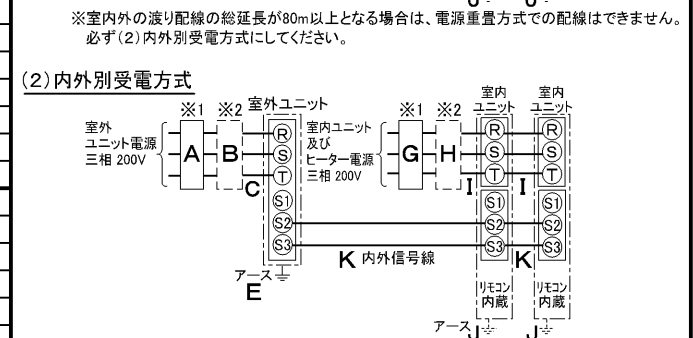 ※室内外の渡り配線の総延長が80m以上となる場合は、電源重畳方式での配線はできません。
必ず(2)内外別受電方式にしてください。
(2)内外別受電方式
※1 ※2 室外ユニット
室外
ユニット電源
三相 200V
A B C
R
S
T
S1
S2
S3
アース
E
室内ユニット
及び
ヒーター電源
三相 200V
※1 ※2
G H I I
室内
ユニット
R
S
T
S1
S2
S3
リモコン
内蔵
室内
ユニット
R
S
T
S1
S2
S3
リモコン
内蔵
K 内外信号線
K
アース J J